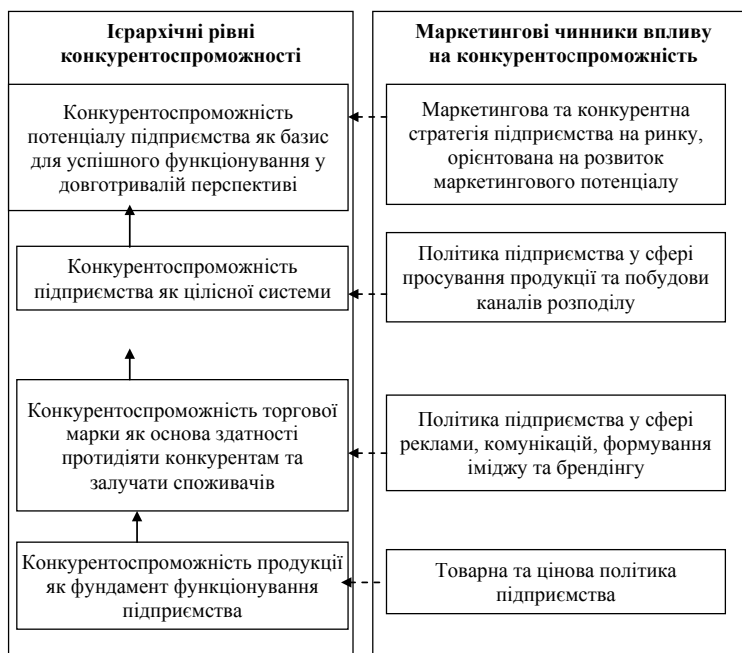 Ієрархічні рівні
конкурентоспроможності
Конкурентоспроможність
потенціалу підприємства як базис
для успішного функціонування у
довготривалій перспективі
Конкурентоспроможність
підприємства як цілісної системи
Конкурентоспроможність торгової
марки як основа здатності
протидіяти конкурентам та
залучати споживачів
Конкурентоспроможність продукції
як фундамент функціонування
підприємства
Маркетингові чинники впливу
на конкурентоспроможність
Маркетингова та конкурентна
стратегія підприємства на ринку,
орієнтована на розвиток
маркетингового потенціалу
Політика підприємства у сфері
просування продукції та побудови
каналів розподілу
Політика підприємства у сфері
реклами, комунікацій, формування
іміджу та брендінгу
Товарна та цінова політика
підприємства